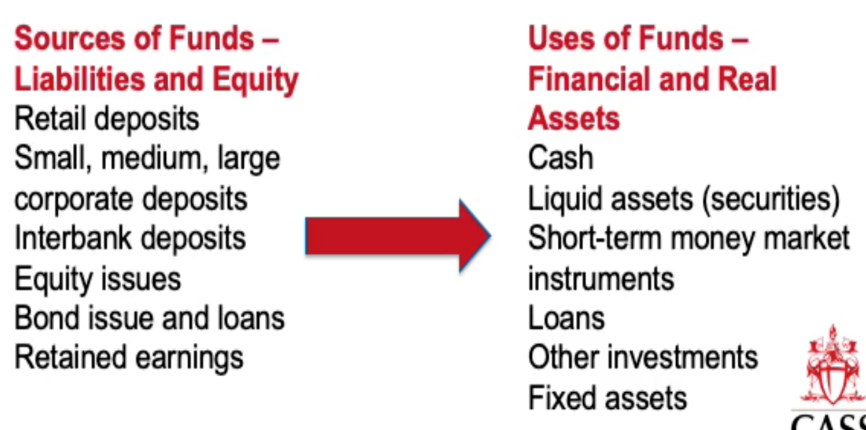 Sources of Funds –
Liabilities and Equity
Retail deposits
Small, medium, large
corporate deposits
Interbank deposits
Equity issues
Bond issue and loans
Retained earnings
Uses of Funds –
Financial and Real
Assets
Cash
Liquid assets (securities)
Short-term money market
instruments
Loans
Other investments
Fixed assets